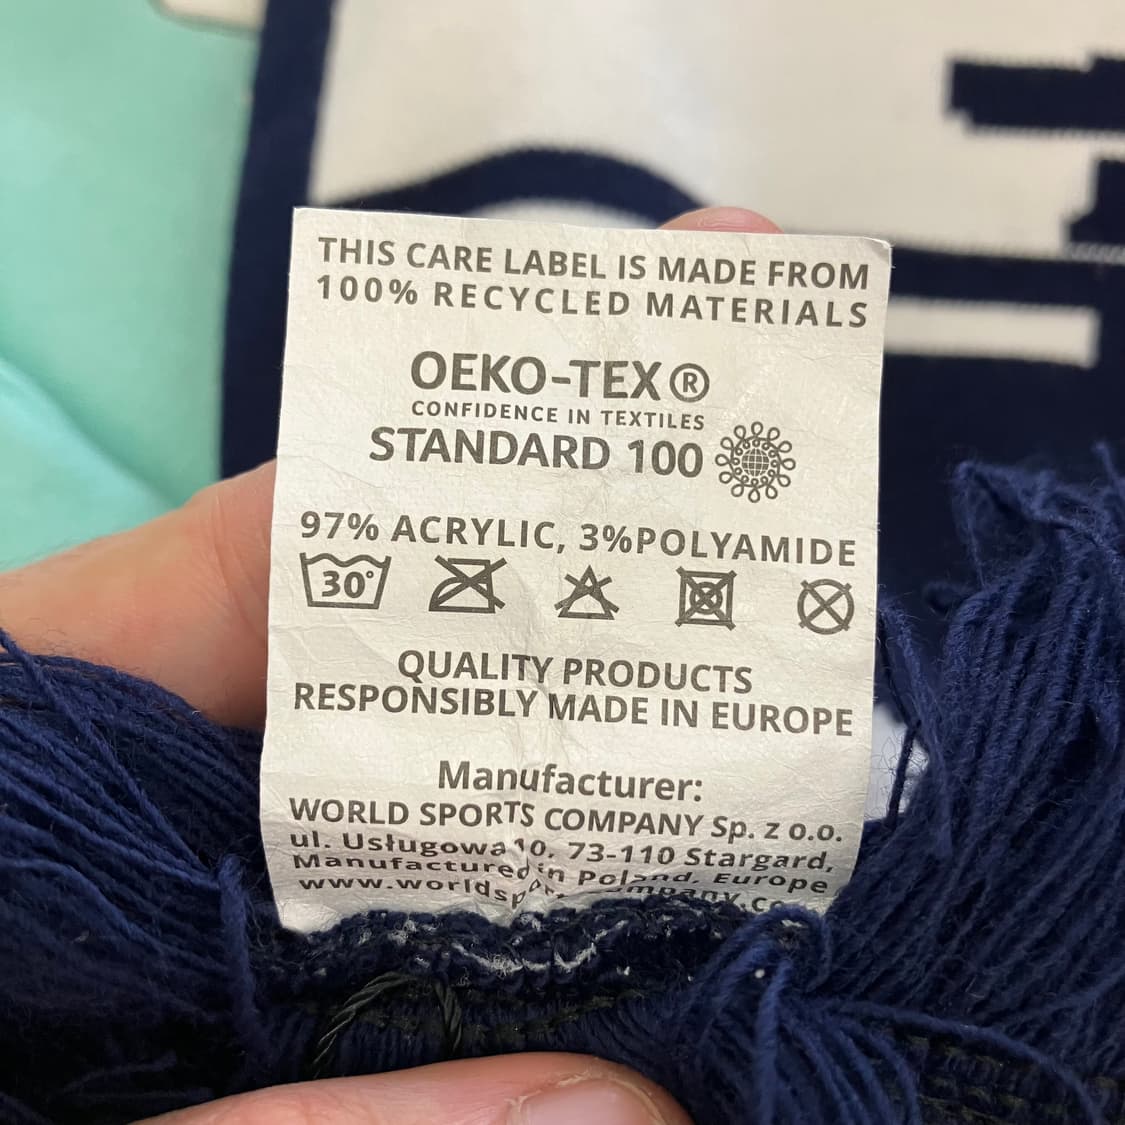 THIS CARE LABEL IS MADE FROM
100% RECYCLED MATERIALS
OEKO-TEX®
CONFIDENCE IN TEXTILES
STANDARD 100
97% ACRYLIC, 3%POLYAMIDE
30°
QUALITY PRODUCTS
RESPONSIBLY MADE IN EUROPE
Manufacturer:
WORLD SPORTS COMPANY Sp. z o.o.
ul. Usługowa 10, 73-110 Stargard,
Manufactured in Poland, Europe